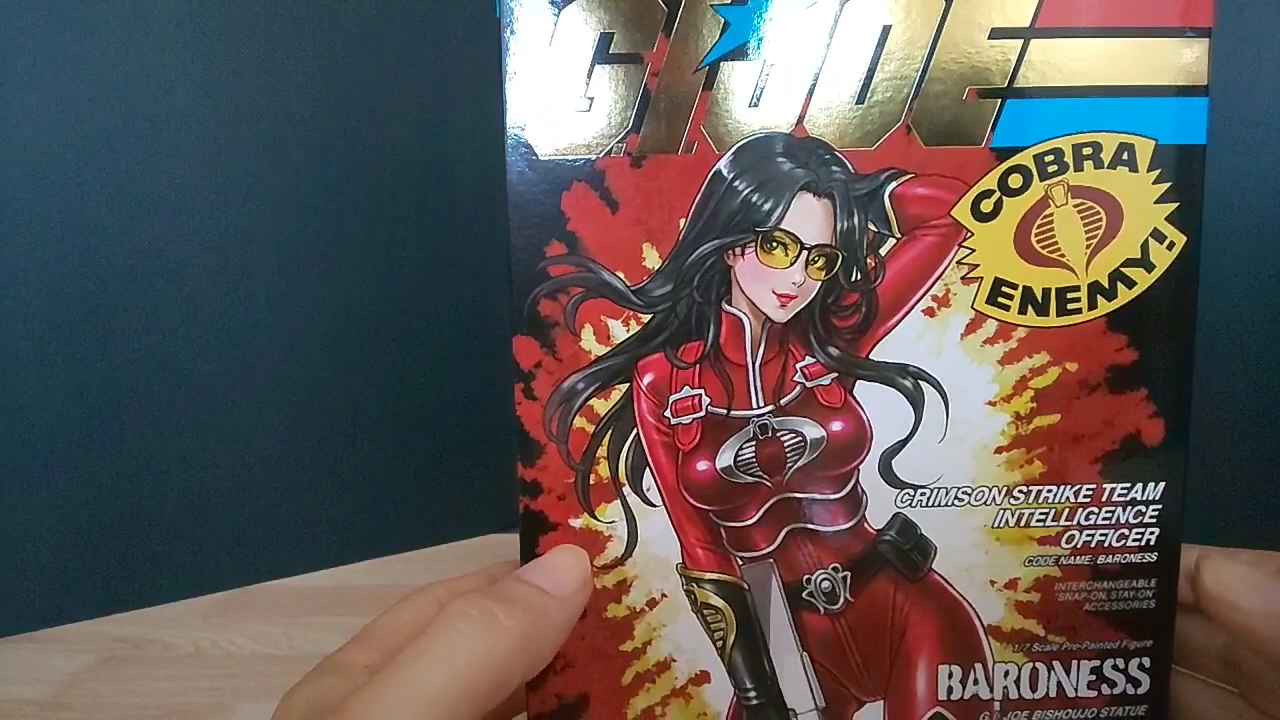 G.I. JOE
COBRA
ENEMY!
CRIMSON STRIKE TEAM
INTELLIGENCE
OFFICER
CODE NAME: BARONESS
INTERCHANGEABLE
'SNAP-ON, STAY-ON'
ACCESSORIES
1/7 Scale Pre-Painted Figure
BARONESS
G.I. JOE BISHOUJO STATUE